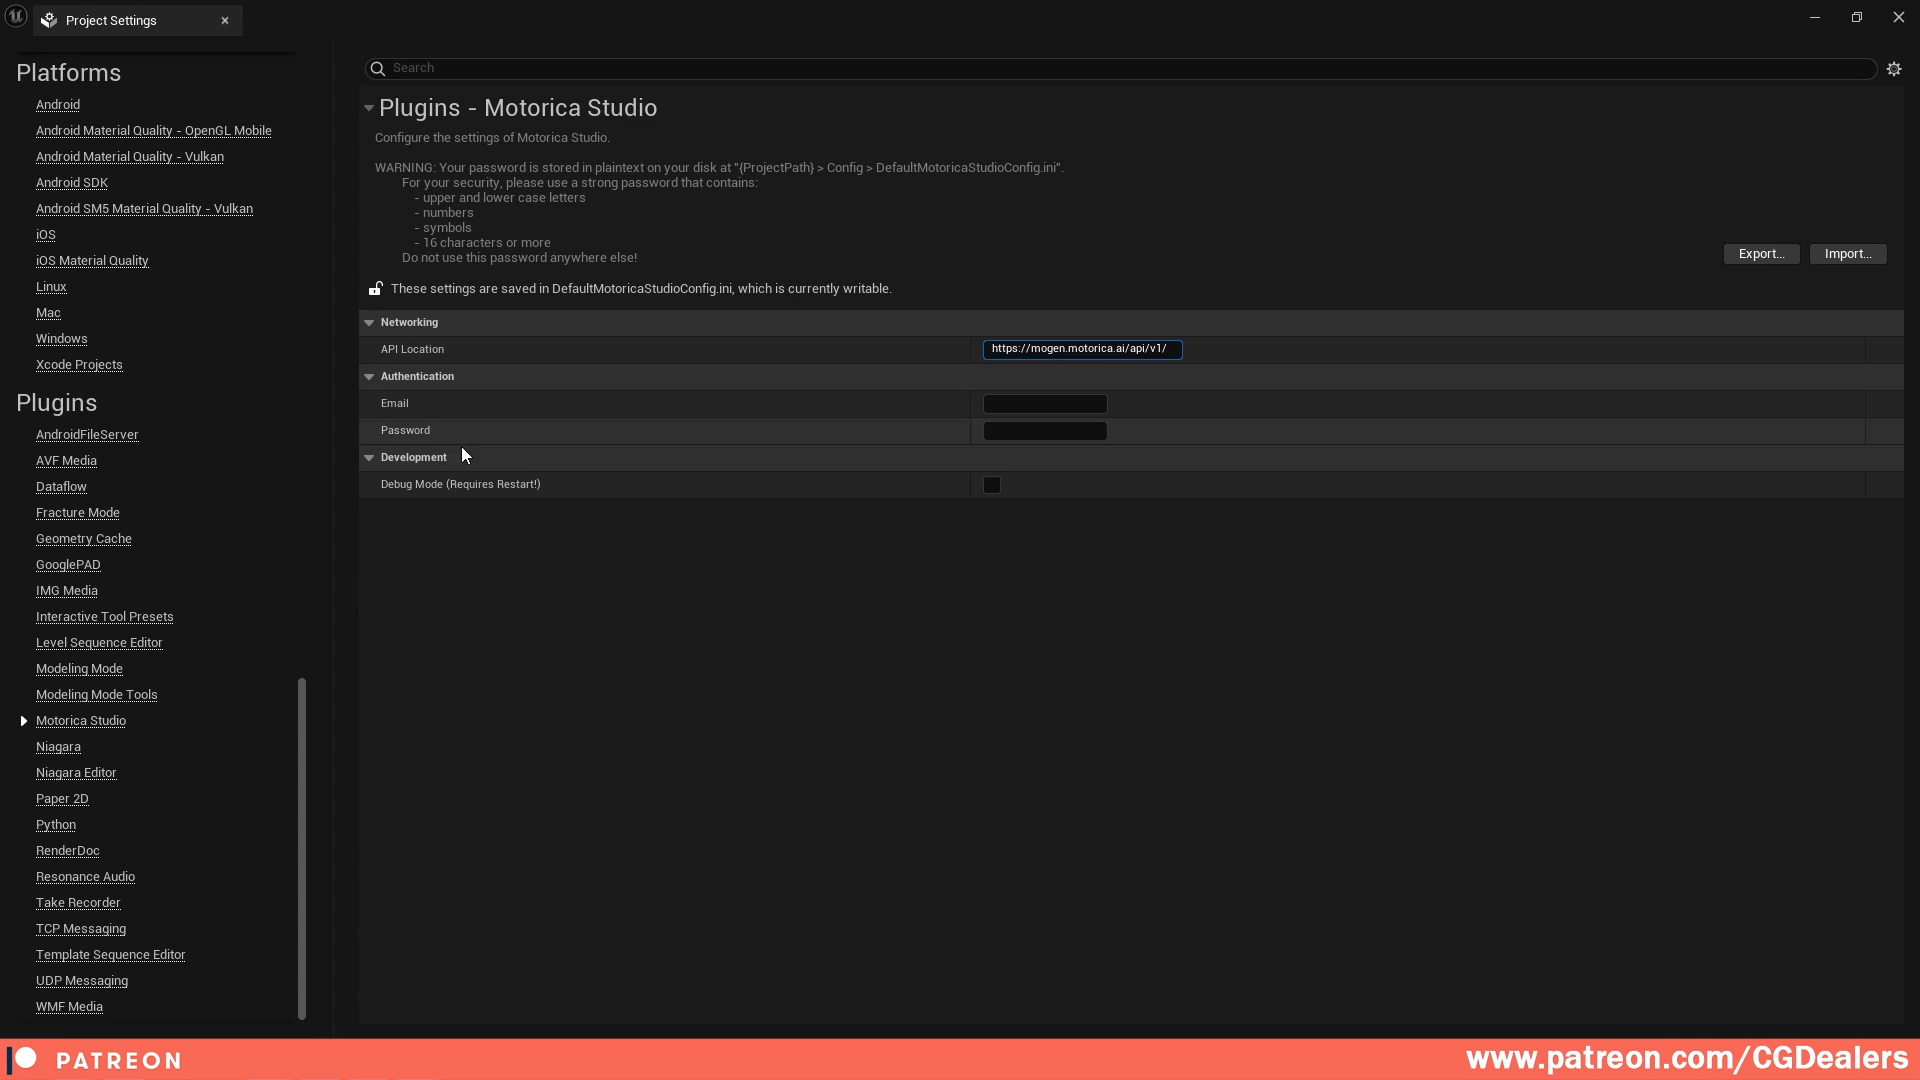 Project Settings
Platforms
Android
Android Material Quality - OpenGL Mobile
Android Material Quality - Vulkan
Android SDK
Android SM5 Material Quality - Vulkan
iOS
iOS Material Quality
Linux
Mac
Windows
Xcode Projects
Plugins
AndroidFileServer
AVF Media
Dataflow
Fracture Mode
Geometry Cache
GooglePAD
IMG Media
Interactive Tool Presets
Level Sequence Editor
Modeling Mode
Modeling Mode Tools
Motorica Studio
Niagara
Niagara Editor
Paper 2D
Python
RenderDoc
Resonance Audio
Take Recorder
TCP Messaging
Template Sequence Editor
UDP Messaging
WMF Media
Search
Plugins - Motorica Studio
Configure the settings of Motorica Studio.
WARNING: Your password is stored in plaintext on your disk at "{ProjectPath} > Config > DefaultMotoricaStudioConfig.ini".
For your security, please use a strong password that contains:
- upper and lower case letters
- numbers
- symbols
- 16 characters or more
Do not use this password anywhere else!
Export...
Import...
These settings are saved in DefaultMotoricaStudioConfig.ini, which is currently writable.
Networking
API Location
https://mogen.motorica.ai/api/v1/
Authentication
Email
Password
Development
Debug Mode (Requires Restart!)
PATREON
www.patreon.com/CGDealers